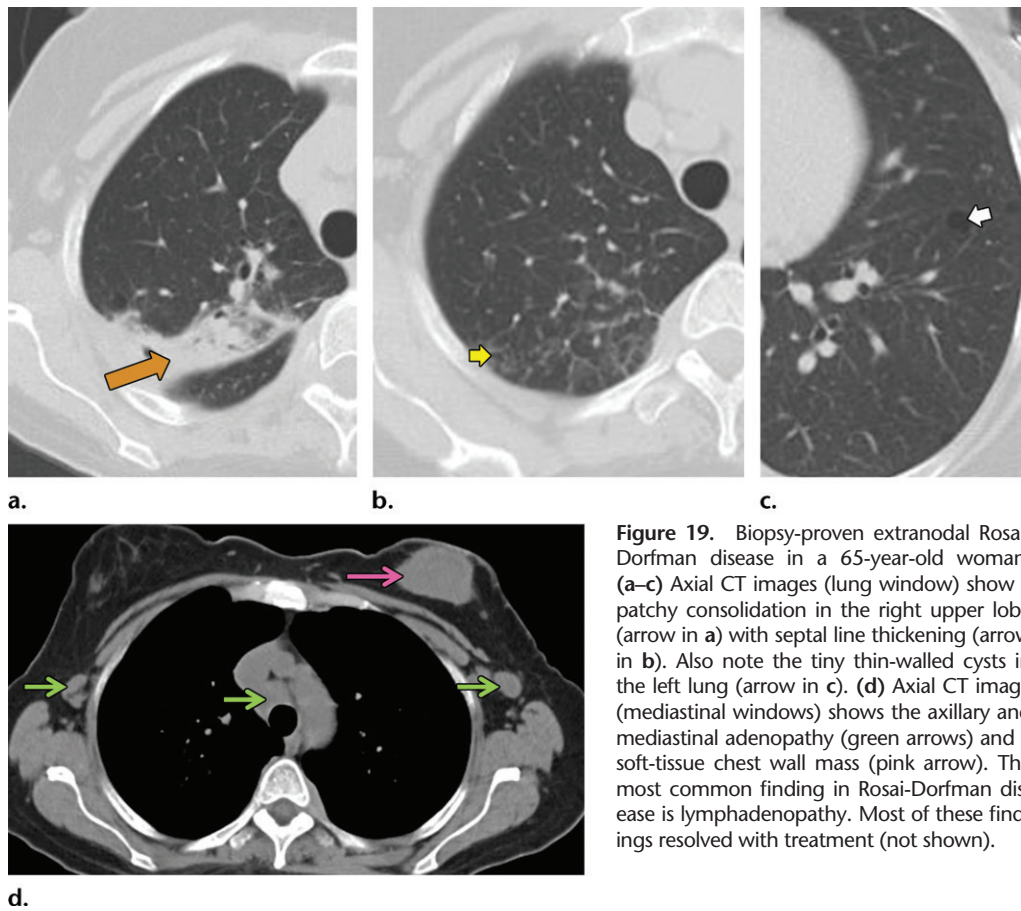 a.
b.
c.
d.
Figure 19. Biopsy-proven extranodal Rosai
Dorfman disease in a 65-year-old woman
(a–c) Axial CT images (lung window) show
patchy consolidation in the right upper lob
(arrow in a) with septal line thickening (arrow
in b). Also note the tiny thin-walled cysts i
the left lung (arrow in c). (d) Axial CT imag
(mediastinal windows) shows the axillary an
mediastinal adenopathy (green arrows) and
soft-tissue chest wall mass (pink arrow). Th
most common finding in Rosai-Dorfman dis
ease is lymphadenopathy. Most of these find
ings resolved with treatment (not shown).